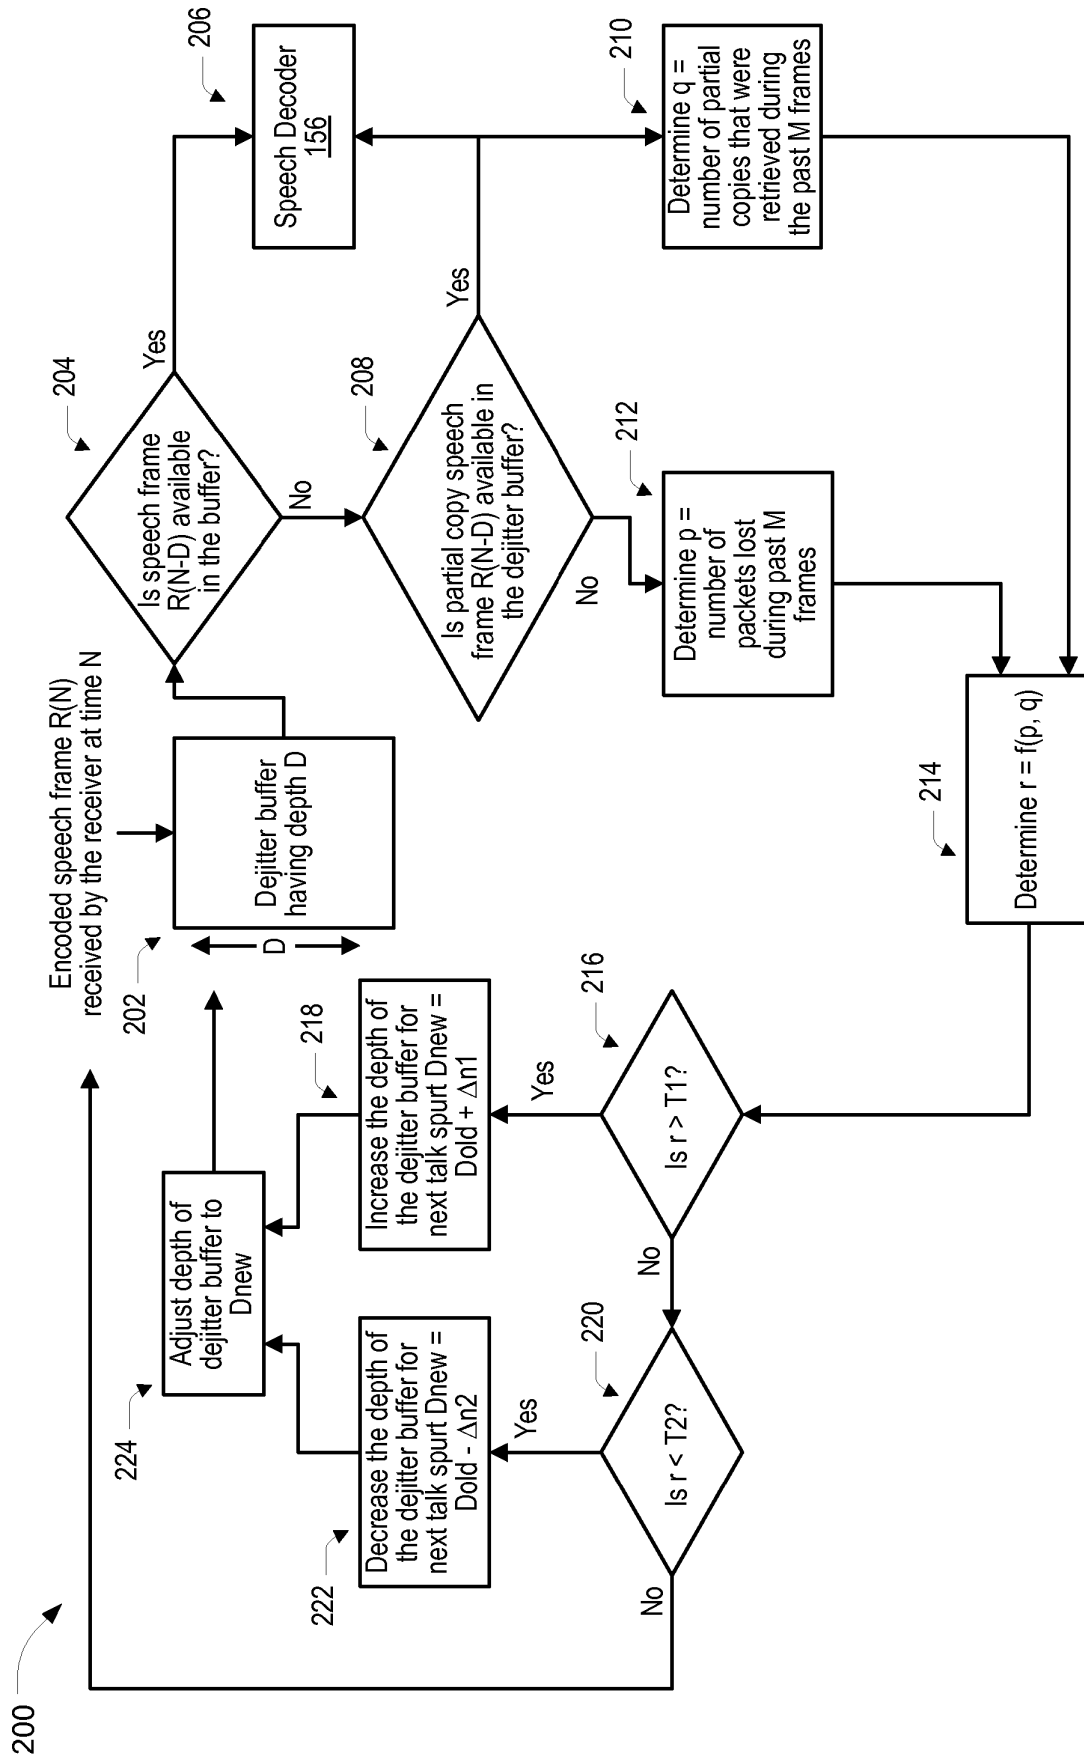 200
Encoded speech frame R(N)
received by the receiver at time N
202
D
Dejitter buffer
having depth D
204
Is speech frame
R(N-D) available
in the buffer?
Yes
No
206
Speech Decoder
156
208
Is partial copy speech
frame R(N-D) available in
the dejitter buffer?
Yes
No
210
Determine q =
number of partial
copies that were
retrieved during
the past M frames
212
Determine p =
number of
packets lost
during past M
frames
214
Determine r = f(p, q)
216
Is r > T1?
Yes
No
218
Increase the depth of
the dejitter buffer for
next talk spurt Dnew =
Dold + Δn1
220
Is r < T2?
Yes
No
222
Decrease the depth of
the dejitter buffer for
next talk spurt Dnew =
Dold - Δn2
224
Adjust depth of
dejitter buffer to
Dnew